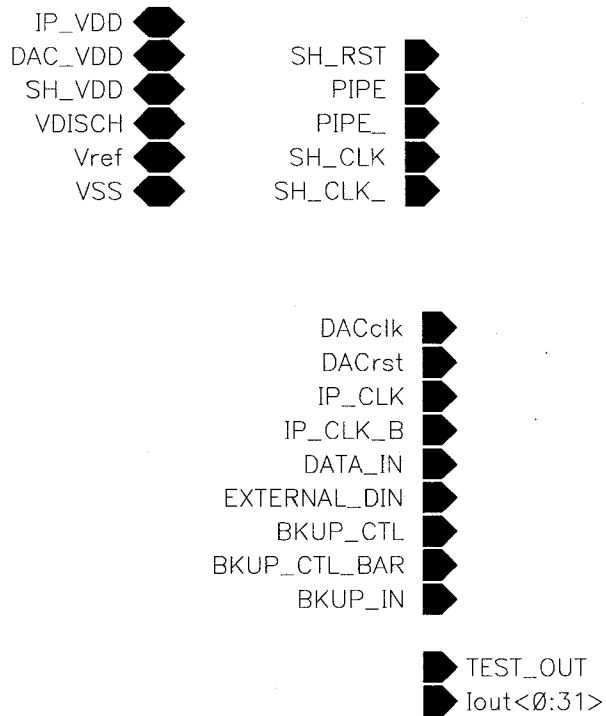 IP_VDD
DAC_VDD
SH_VDD
VDISCH
Vref
VSS
SH_RST
PIPE
PIPE_
SH_CLK
SH_CLK_
DACclk
DACrst
IP_CLK
IP_CLK_B
DATA_IN
EXTERNAL_DIN
BKUP_CTL
BKUP_CTL_BAR
BKUP_IN
TEST_OUT
Iout<0:31>